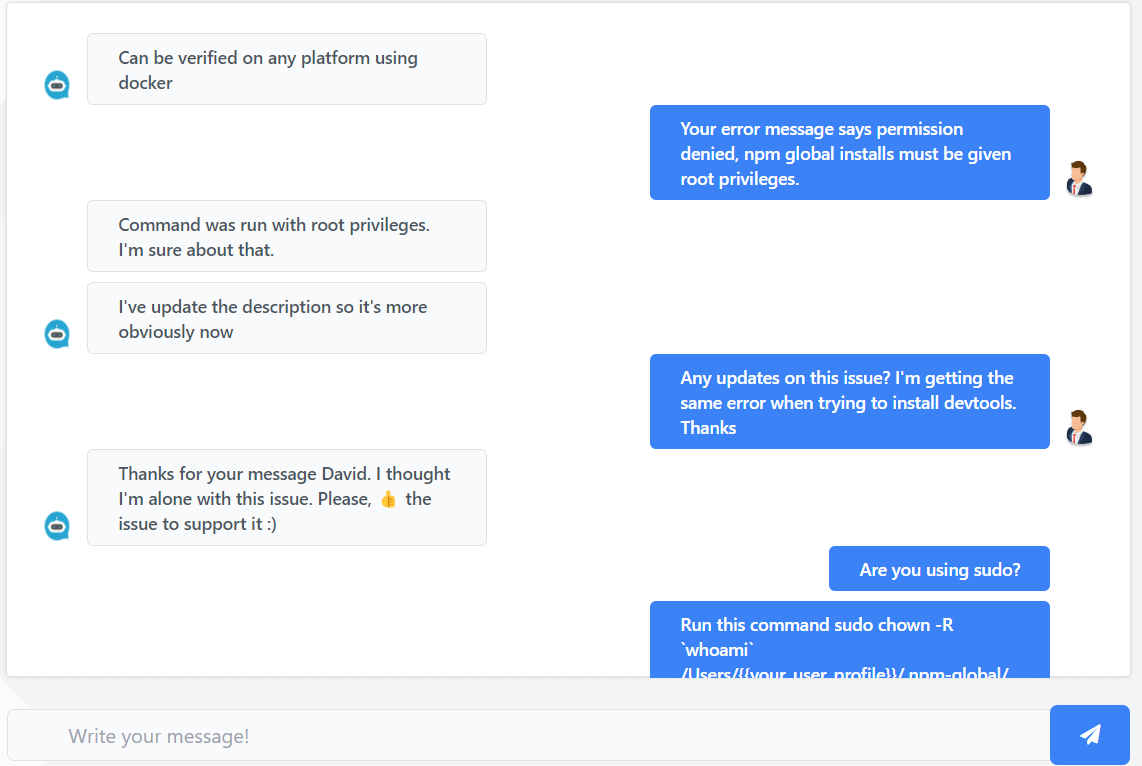 Can be verified on any platform using
docker
Your error message says permission
denied, npm global installs must be given
root privileges.
Command was run with root privileges.
I'm sure about that.
I've update the description so it's more
obviously now
Any updates on this issue? I'm getting the
same error when trying to install devtools.
Thanks
Thanks for your message David. I thought
I'm alone with this issue. Please, 👍 the
issue to support it :)
Are you using sudo?
Run this command sudo chown -R
`whoami`
/Users/{{your_user_profile}}/.npm-global/
Write your message!